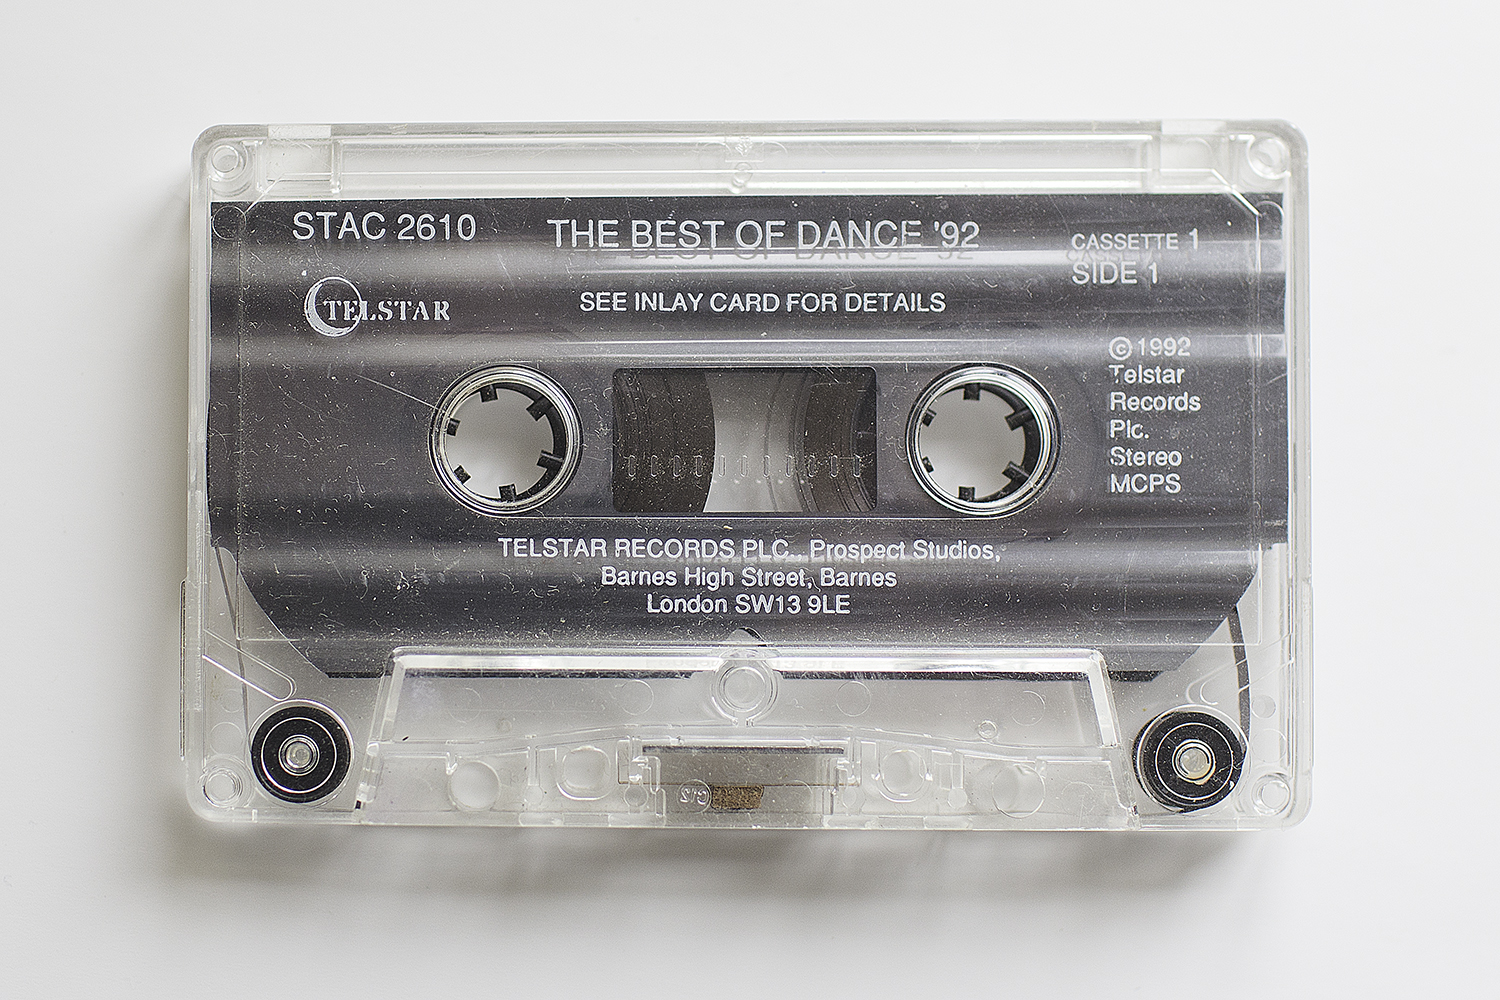 STAC 2610
THE BEST OF DANCE '92
CASSETTE 1
SIDE 1
TELSTAR
SEE INLAY CARD FOR DETAILS
© 1992
Telstar
Records
Plc.
Stereo
MCPS
TELSTAR RECORDS PLC., Prospect Studios,
Barnes High Street, Barnes
London SW13 9LE